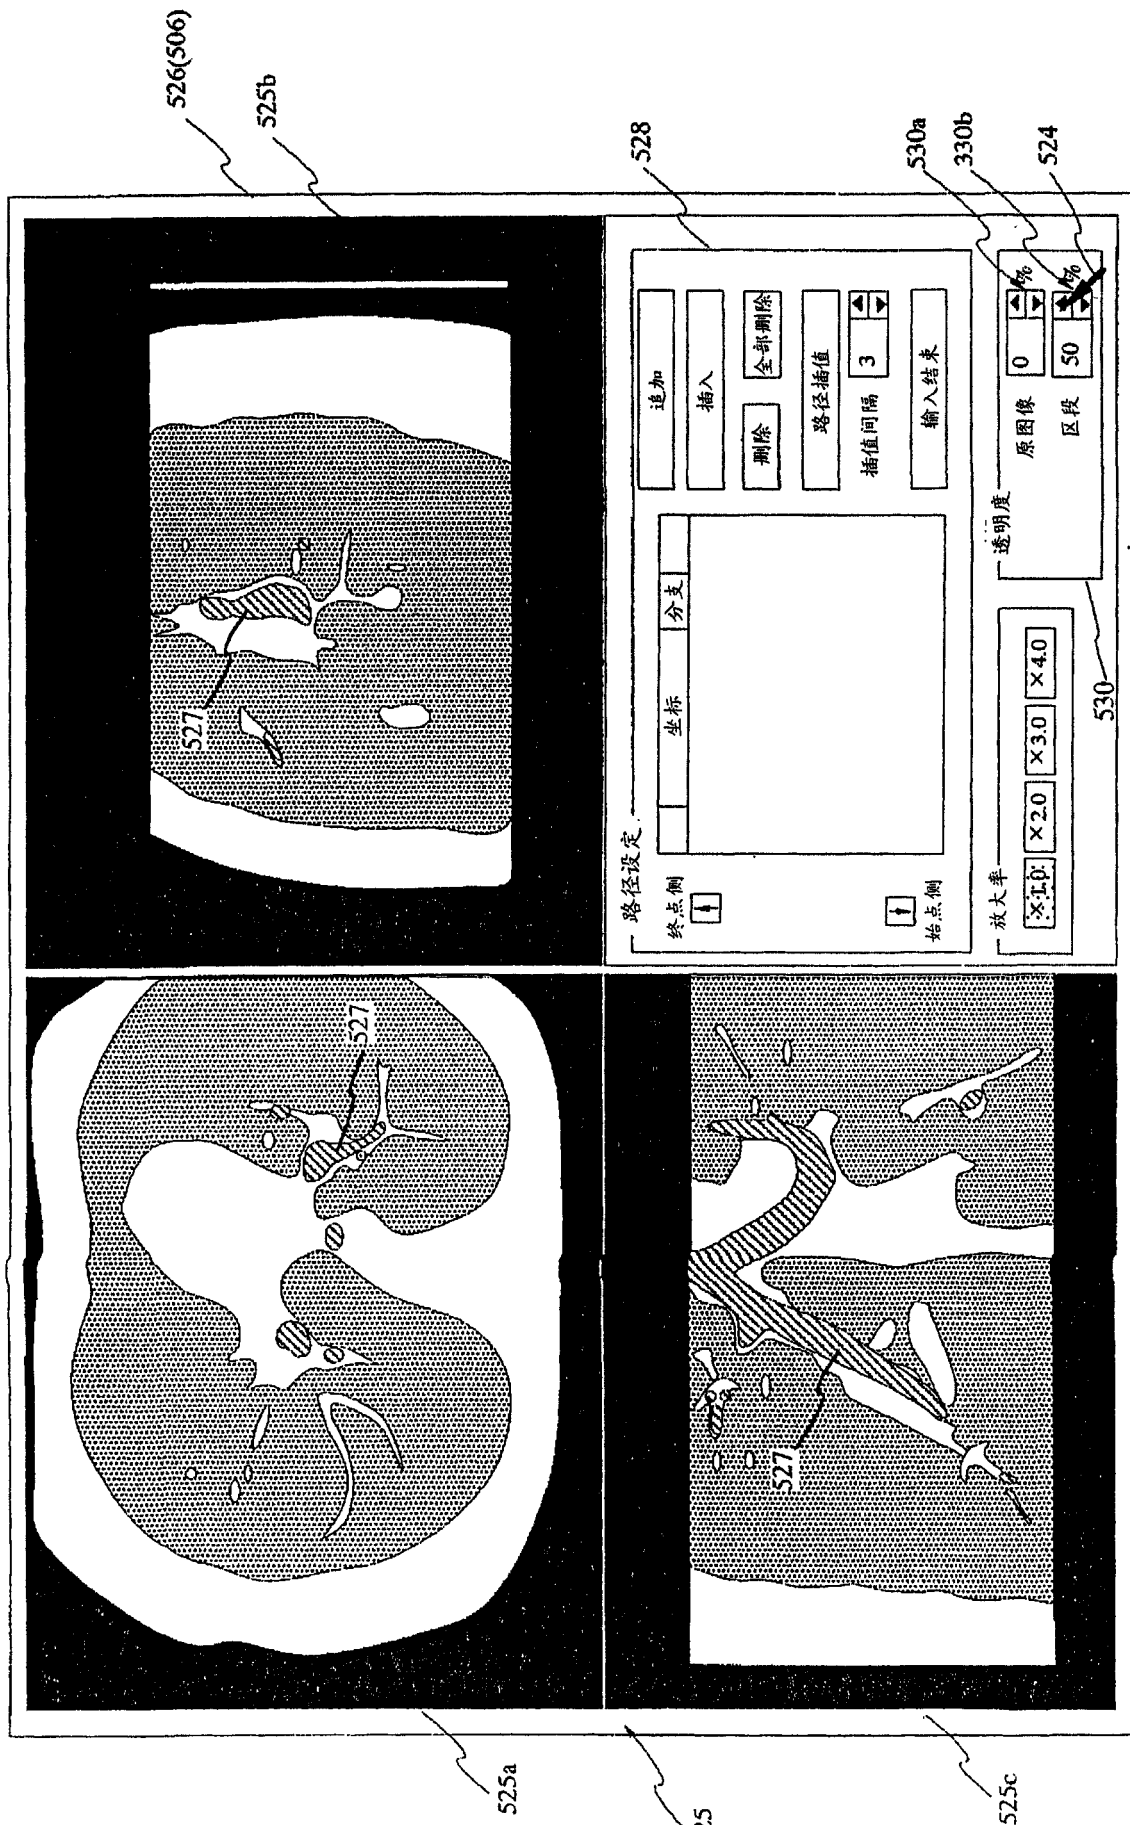 526(506)
525b
527
527
527
528
530a
330b
524
530
525a
525c
路径设定
终点侧
始点侧
坐标
分支
追加
插入
删除
全部删除
路径插值
插值间隔
3
输入结束
放大率
×1.0
×2.0
×3.0
×4.0
透明度
原图像
0
%
区段
50
%